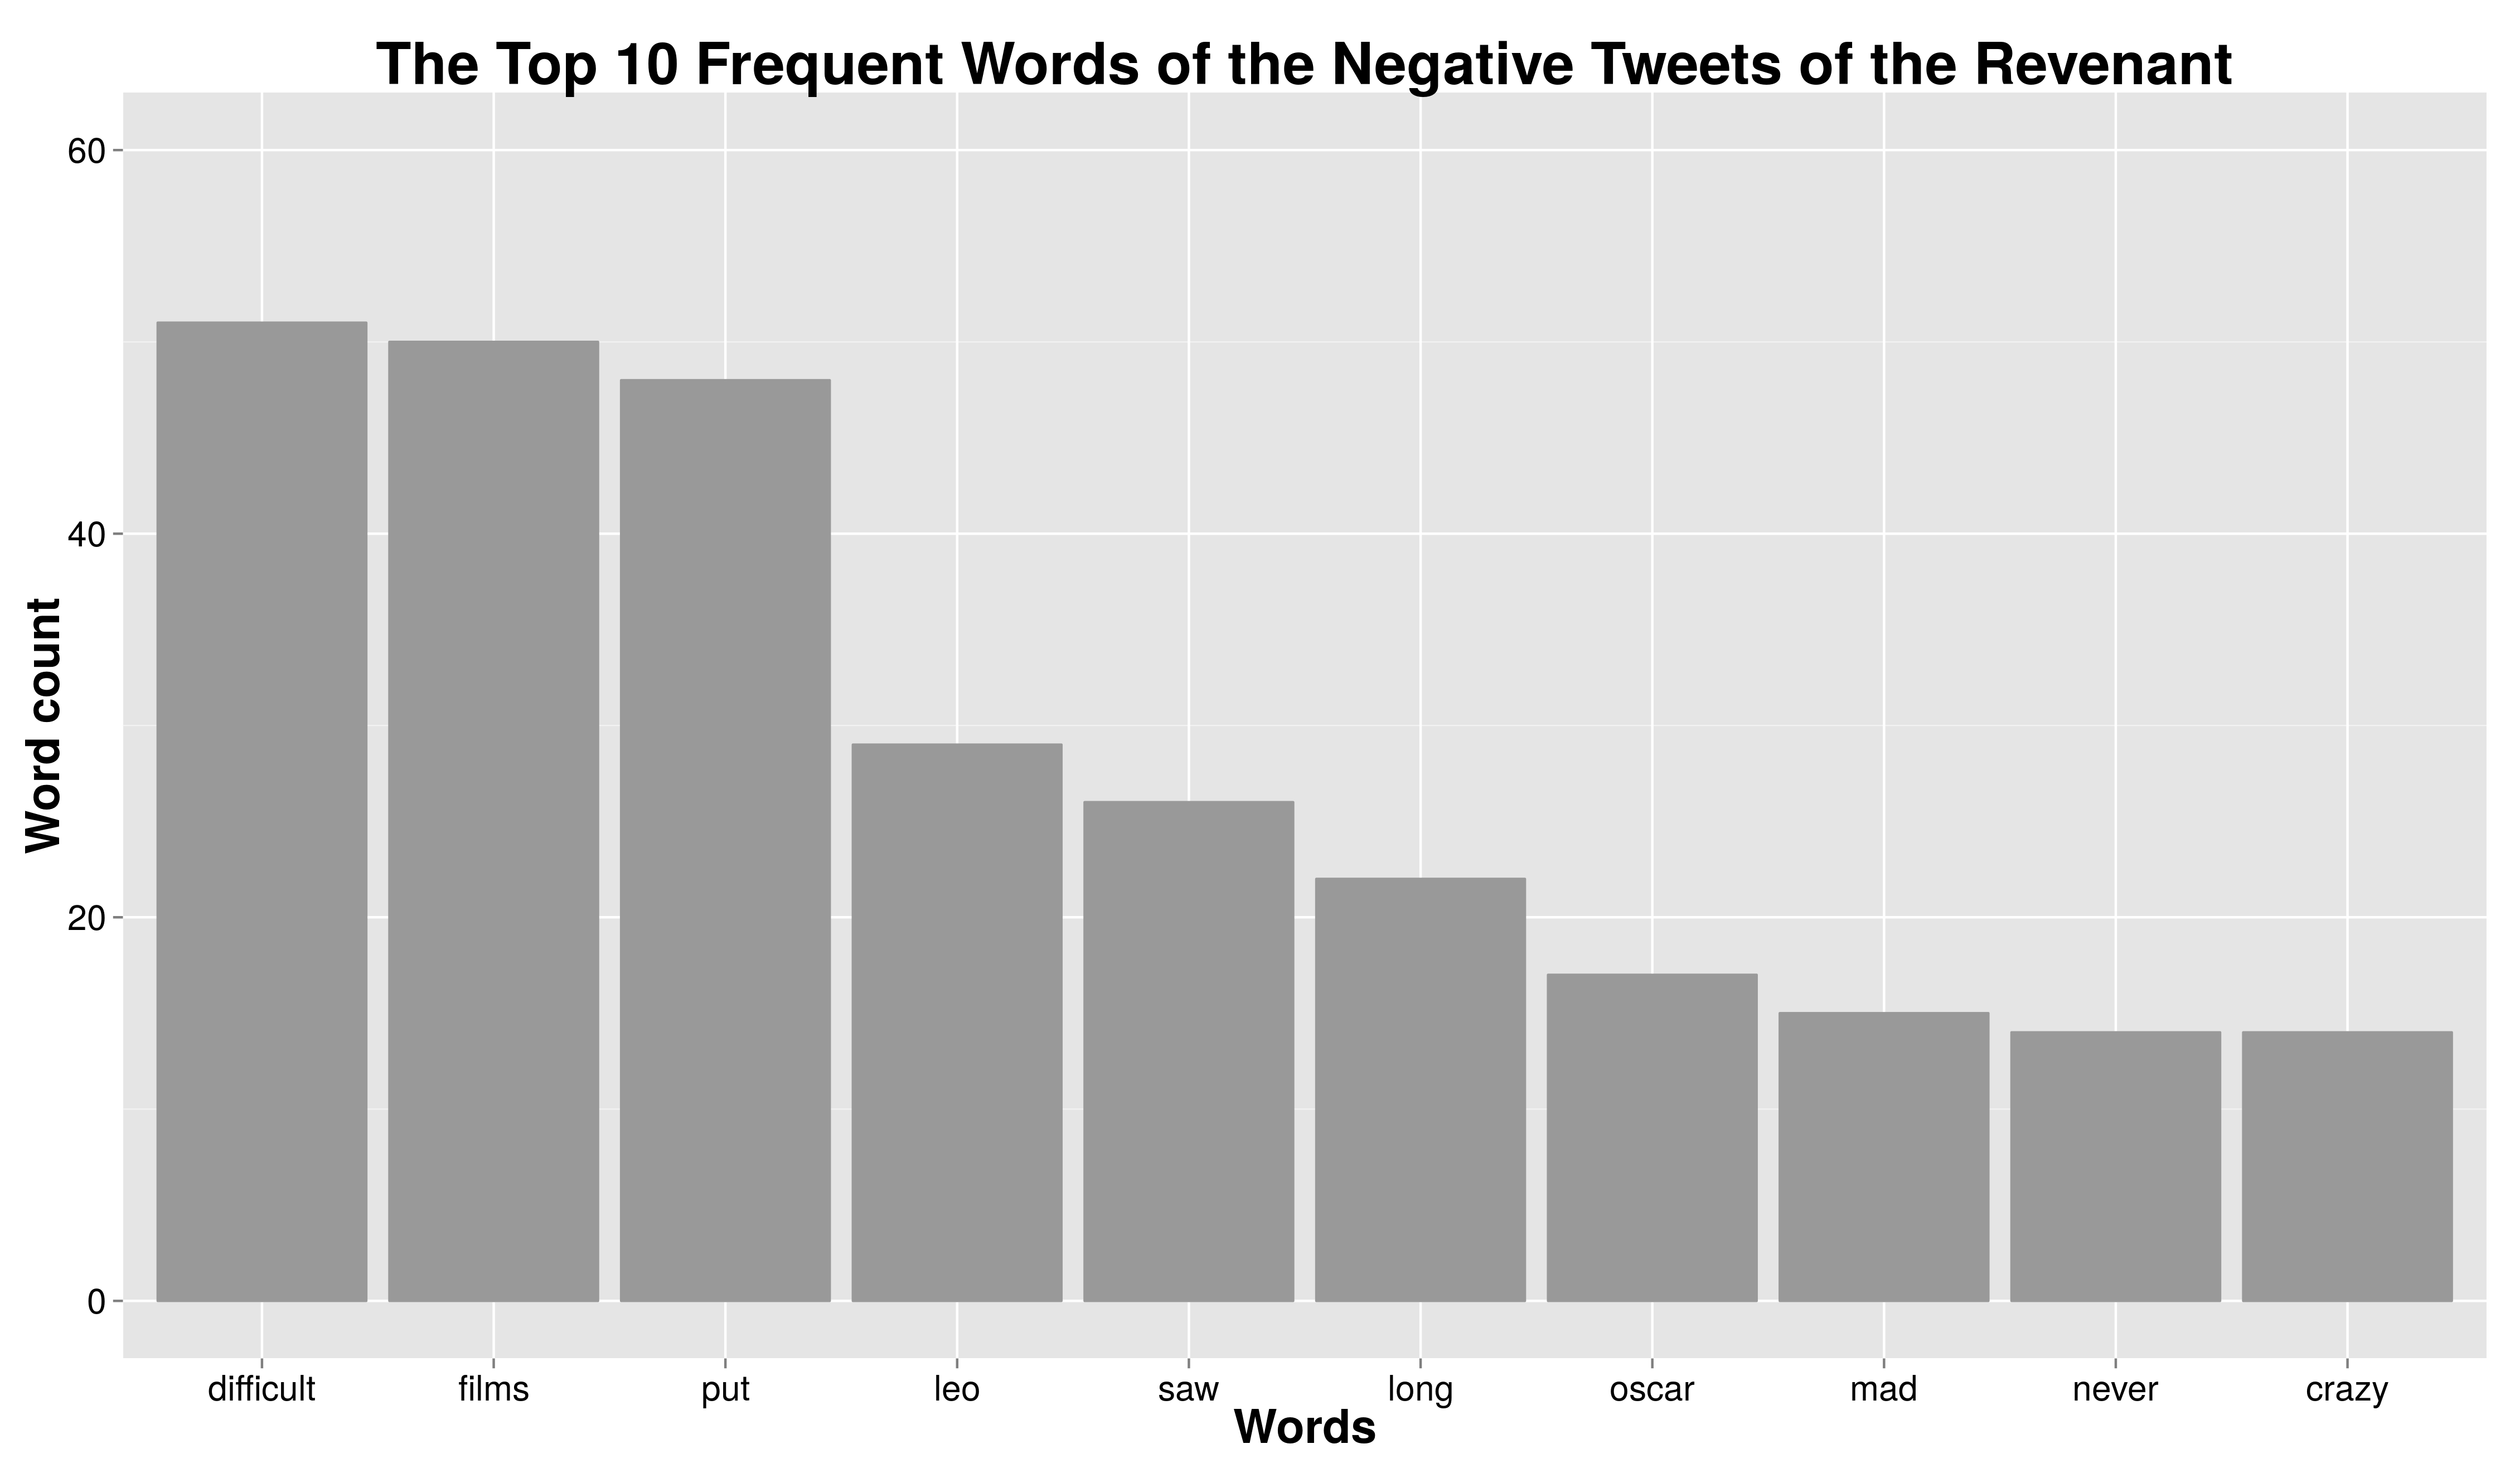 The Top 10 Frequent Words of the Negative Tweets of the Revenant
60
40
20
0
Word count
difficult films put leo saw long oscar mad never crazy
Words